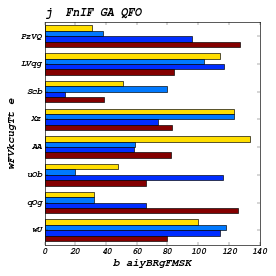 j  FnIF GA QFO
wFVkcugTt e
PzVQ
LVqg
Scb
Xz
AA
uOb
qOg
wU
0 20 40 60 80 100 120 140
b aiyBRgFMSK